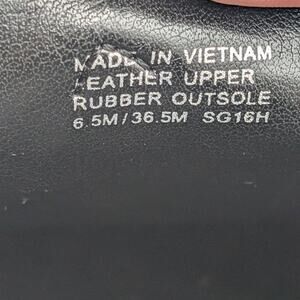 MADE IN VIETNAM
LEATHER UPPER
RUBBER OUTSOLE
6.5M/36.5M SG16H